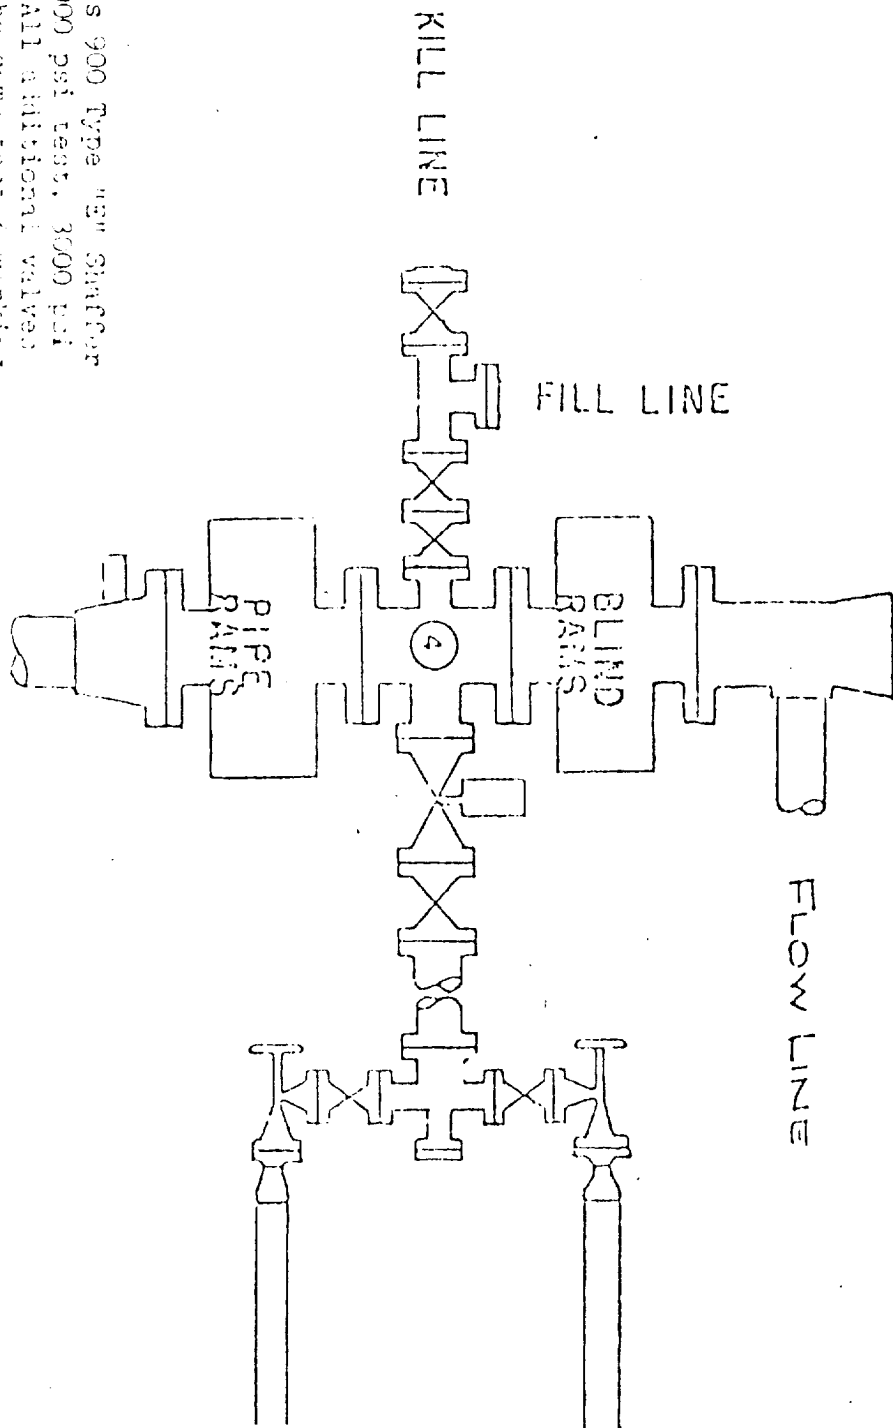 FLOW LINE
BLIND
RAMS
FILL LINE
4
KILL LINE
PIPE
RAMS
s 900 Type "E" Shaffer
000 psi test, 3000 psi
All additional valves